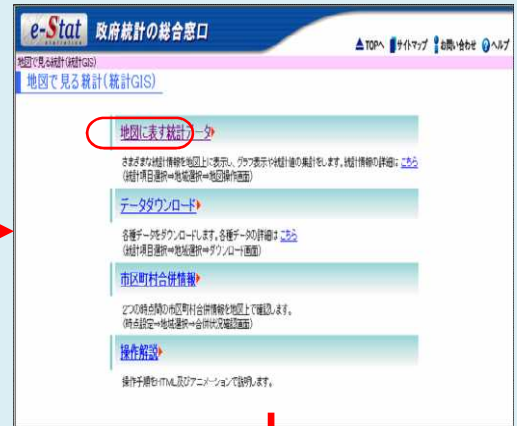 e-Stat 政府統計の総合窓口
statistics
▲TOPへ サイトマップ お問い合わせ ヘルプ
地図で見る統計(統計GIS)
地図で見る統計(統計GIS)
地図に表す統計データ
さまざまな統計情報を地図上に表示し、グラフ表示や統計値の集計をします。統計情報の詳細は こちら
(統計項目選択⇒地域選択⇒地図操作画面)
データダウンロード
各種データをダウンロードします。各種データの詳細は こちら
(統計項目選択⇒地域選択⇒ダウンロード画面)
市区町村合併情報
2つの時点間の市区町村合併情報を地図上で確認します。
(時点設定⇒地域選択⇒合併状況確認画面)
操作解説
操作手順をHTML及びアニメーションで説明します。